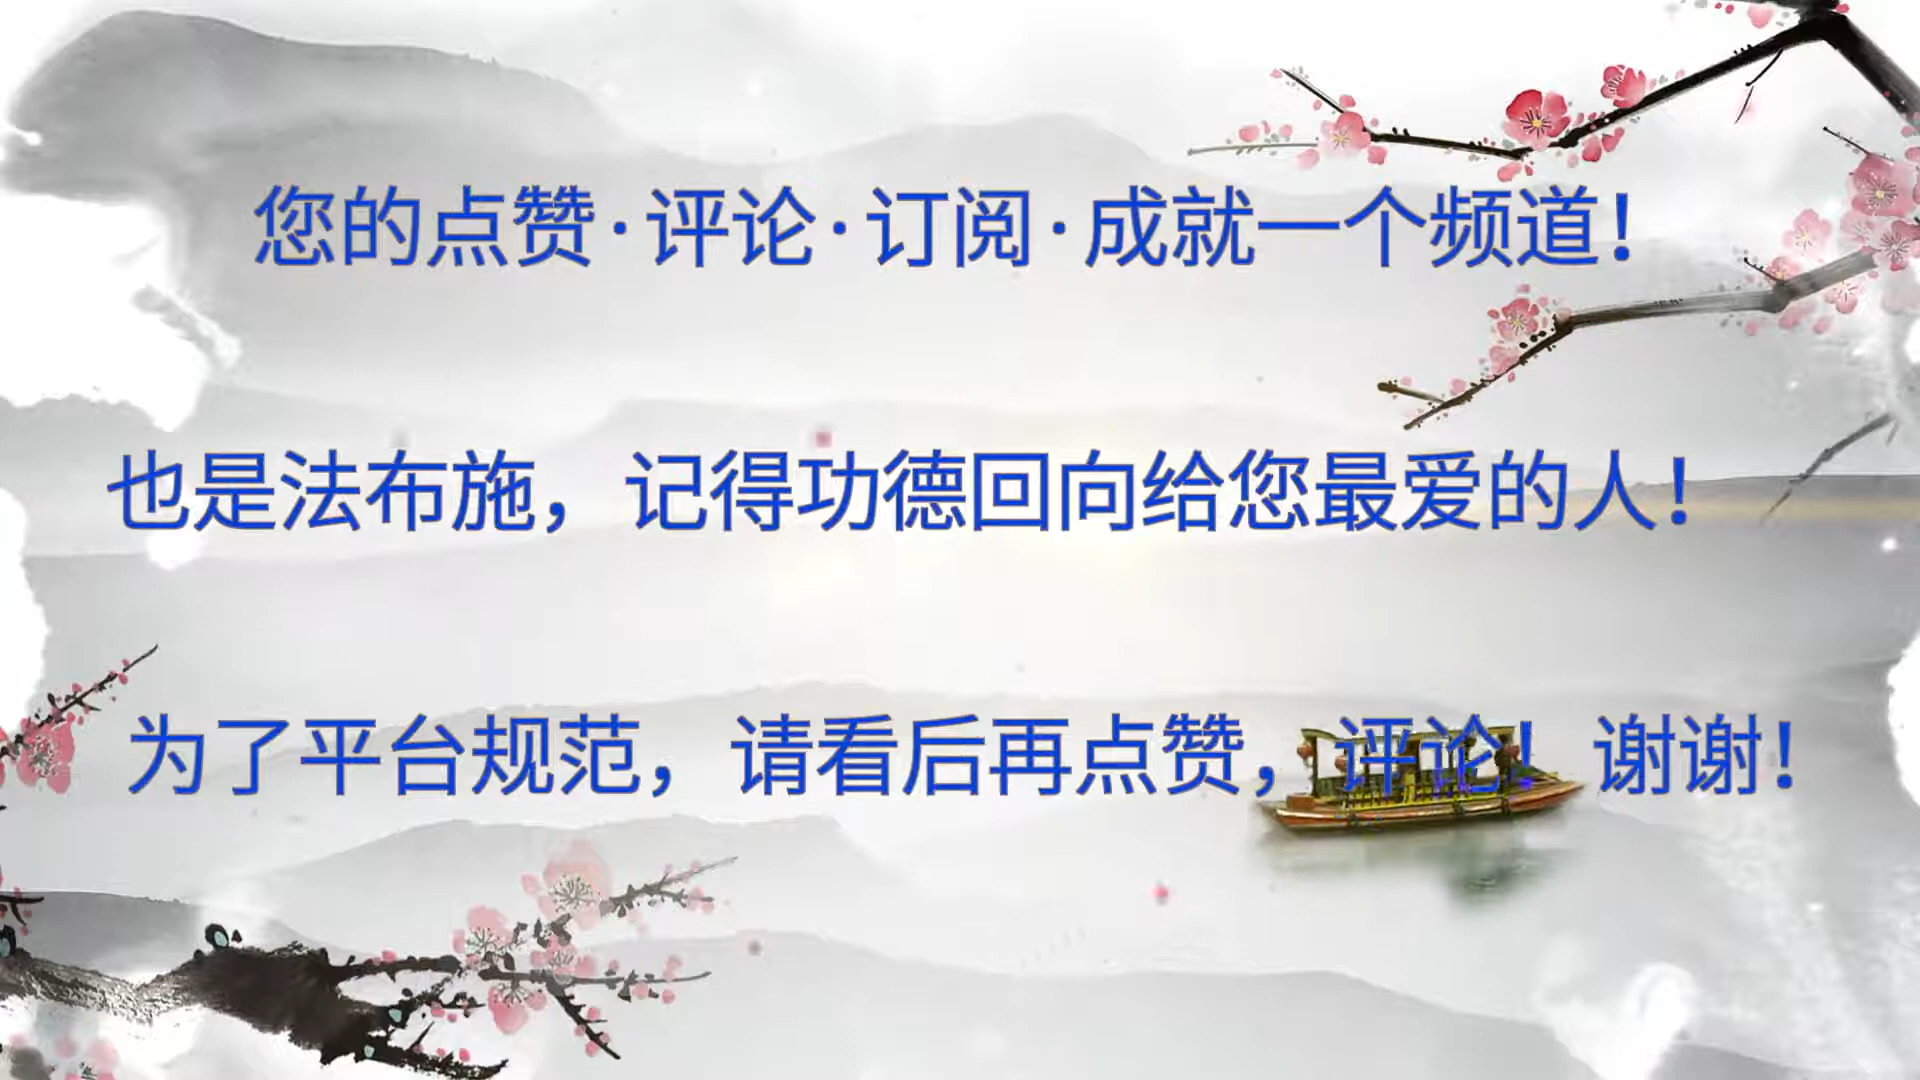 您的点赞·评论·订阅·成就一个频道！
也是法布施，记得功德回向给您最爱的人！
为了平台规范，请看后再点赞，评论！谢谢！